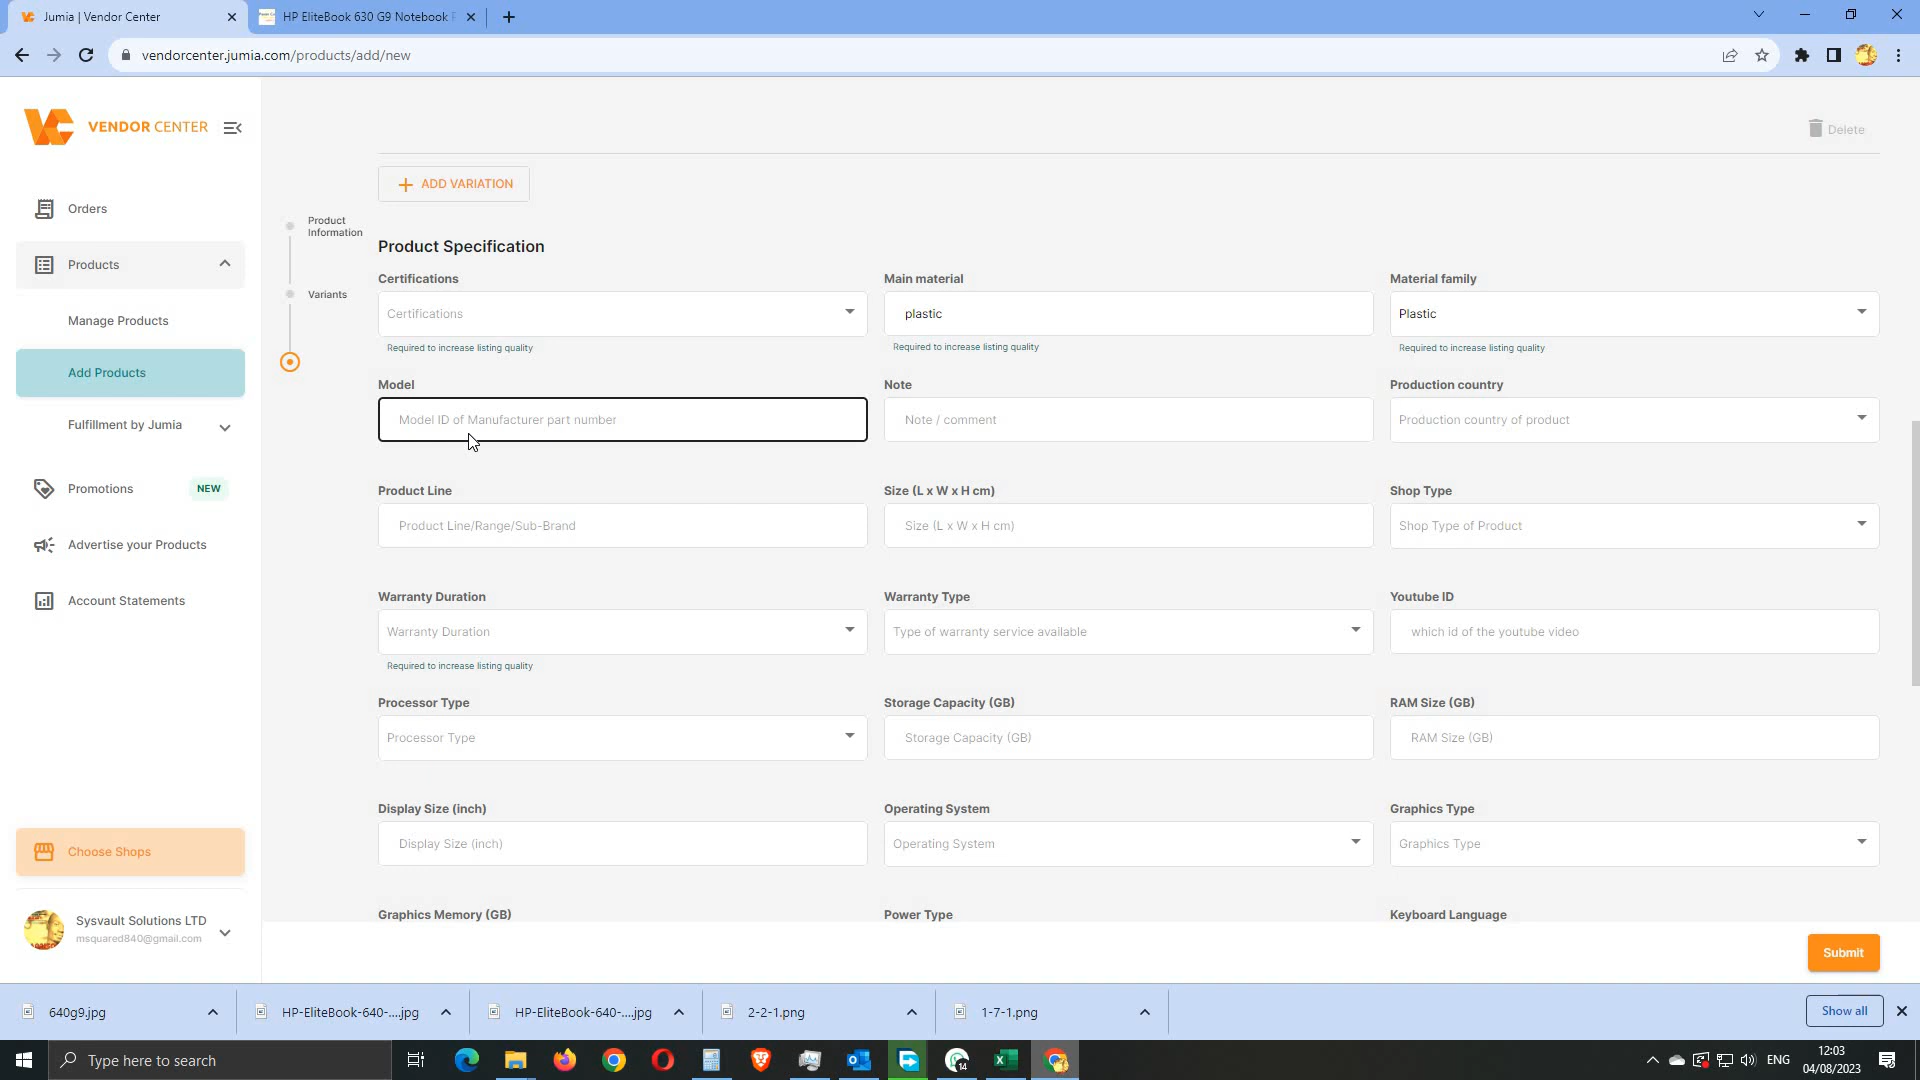 Jumia | Vendor Center
HP EliteBook 630 G9 Notebook
vendorcenter.jumia.com/products/add/new
VENDOR CENTER
Delete
ADD VARIATION
Orders
Product
Information
Products
Product Specification
Certifications
Main material
Material family
Variants
Certifications
plastic
Plastic
Manage Products
Required to increase listing quality
Required to increase listing quality
Required to increase listing quality
Add Products
Model
Note
Production country
Model ID of Manufacturer part number
Note / comment
Production country of product
Fulfillment by Jumia
Promotions
NEW
Product Line
Size (L x W x H cm)
Shop Type
Product Line/Range/Sub-Brand
Size (L x W x H cm)
Shop Type of Product
Advertise your Products
Account Statements
Warranty Duration
Warranty Type
Youtube ID
Warranty Duration
Type of warranty service available
which id of the youtube video
Required to increase listing quality
Processor Type
Storage Capacity (GB)
RAM Size (GB)
Processor Type
Storage Capacity (GB)
RAM Size (GB)
Display Size (inch)
Operating System
Graphics Type
Display Size (inch)
Operating System
Graphics Type
Choose Shops
Graphics Memory (GB)
Power Type
Keyboard Language
Sysvault Solutions LTD
msquared840@gmail.com
Submit
640g9.jpg
HP-EliteBook-640-....jpg
HP-EliteBook-640-....jpg
2-2-1.png
1-7-1.png
Show all
Type here to search
14
ENG
12:03
04/08/2023